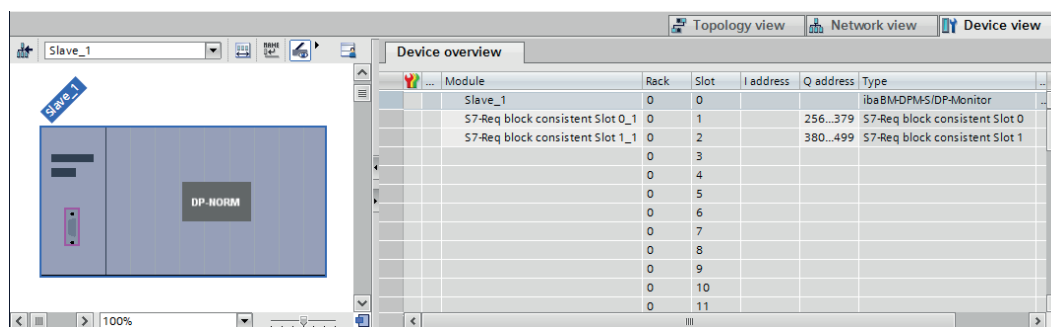 Topology view Network view Device view
Slave_1
Device overview
... Module Rack Slot I address Q address Type ...
Slave_1 0 0 ibaBM-DPM-S/DP-Monitor ...
S7-Req block consistent Slot 0_1 0 1 256...379 S7-Req block consistent Slot 0
S7-Req block consistent Slot 1_1 0 2 380...499 S7-Req block consistent Slot 1
0 3
0 4
0 5
0 6
0 7
0 8
0 9
0 10
0 11
Slave_1
DP-NORM
100%